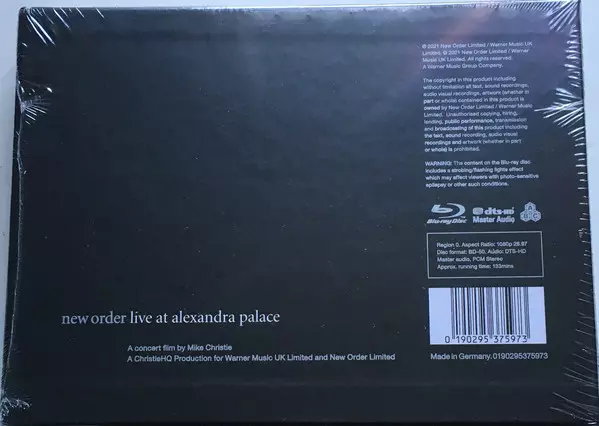 ℗ 2021 New Order Limited / Warner Music UK
Limited. © 2021 New Order Limited / Warner
Music UK Limited. All rights reserved.
A Warner Music Group Company.
The copyright in this product including
without limitation all text, sound recordings,
audio visual recordings, artwork (whether in
part or whole) contained in this product is
owned by New Order Limited / Warner Music
Limited. Unauthorised copying, hiring,
lending, public performance, transmission
and broadcasting of this product including
the text, sound recording, audio visual
recordings and artwork (whether in part
or whole) is prohibited.
WARNING: The content on the Blu-ray disc
includes a strobing/flashing lights effect
which may affect viewers with photo-sensitive
epilepsy or other such conditions.
Blu-ray Disc
dts-HD
Master Audio
A B C
Region 0. Aspect Ratio: 1080p 29.97
Disc format: BD-50, Audio: DTS-HD
Master audio, PCM Stereo
Approx. running time: 133mins
new order live at alexandra palace
A concert film by Mike Christie
A ChristieHQ Production for Warner Music UK Limited and New Order Limited
0 190295 375973
Made in Germany. 0190295375973